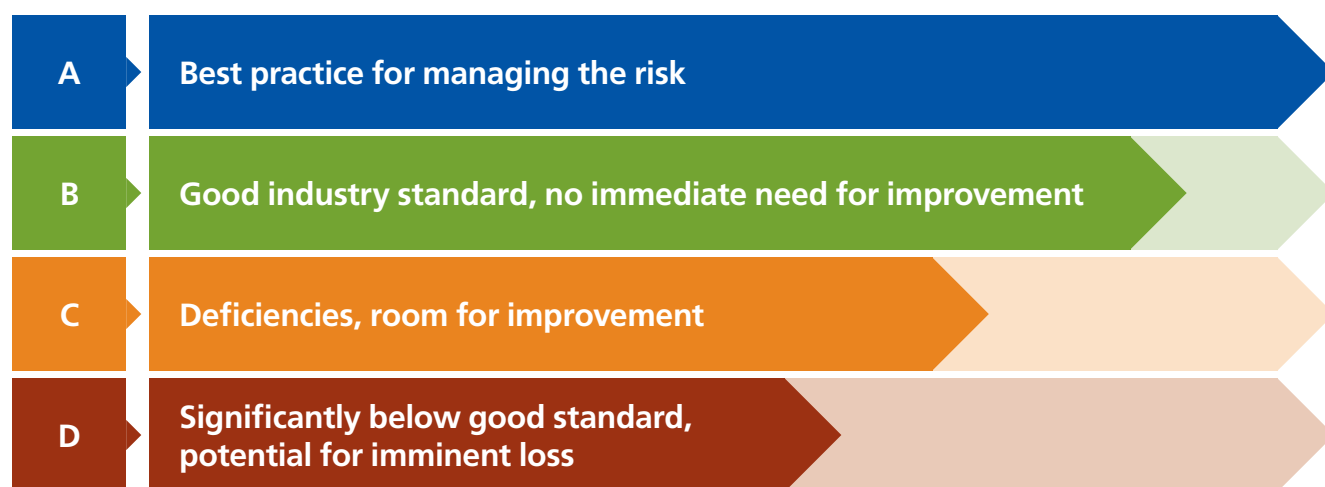 A
Best practice for managing the risk
B
Good industry standard, no immediate need for improvement
C
Deficiencies, room for improvement
D
Significantly below good standard,
potential for imminent loss